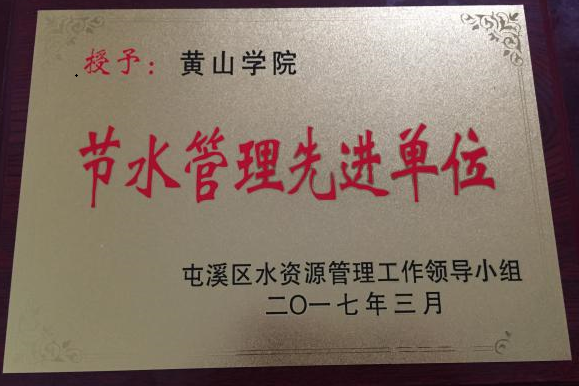 授予：黄山学院
节水管理先进单位
屯溪区水资源管理工作领导小组
二〇一七年三月